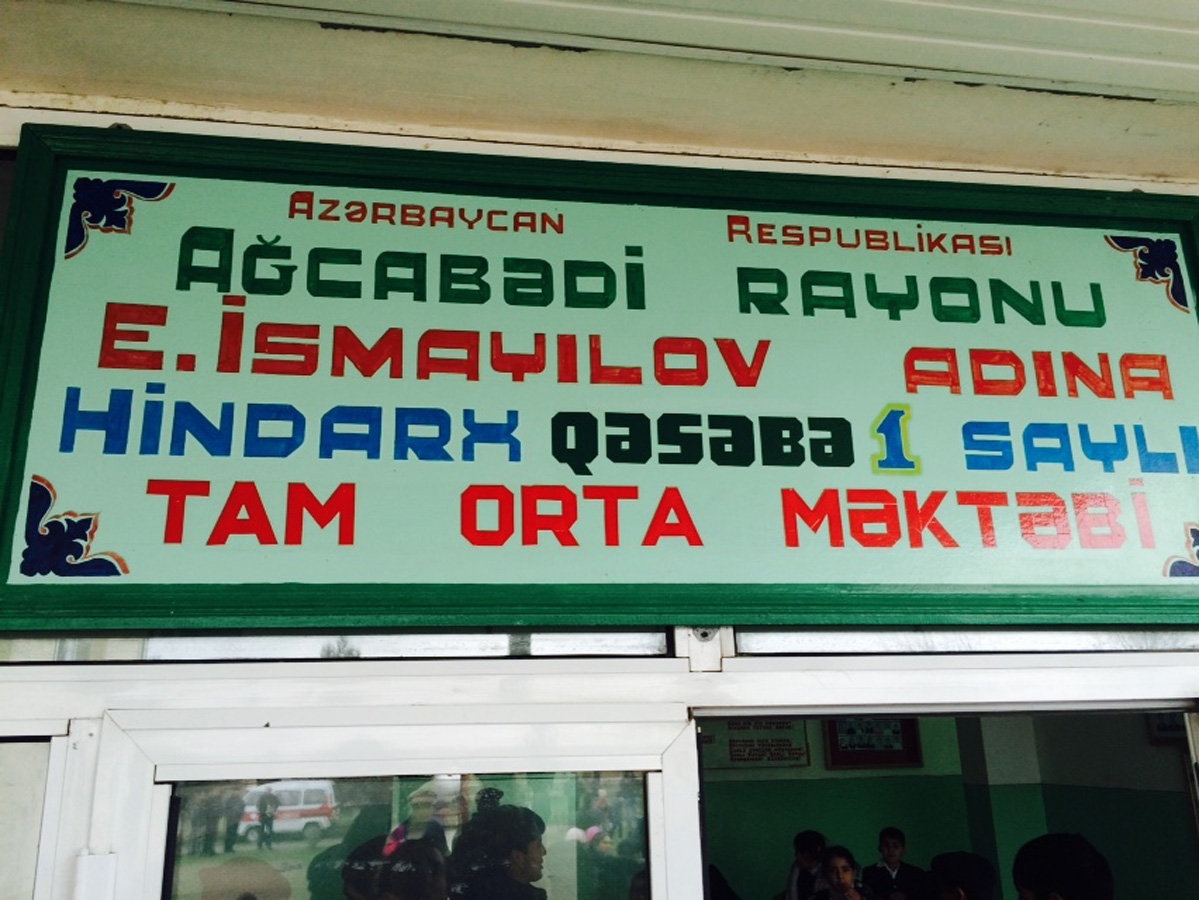 Azərbaycan Respublikası
Ağcabədi rayonu
E.İsmayılov adına
Hindarx qəsəbə 1 saylı
tam orta məktəbi